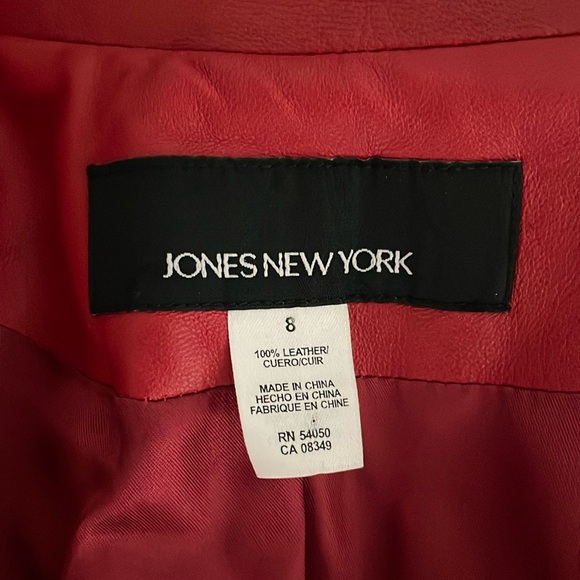 JONES NEW YORK
8
100% LEATHER/
CUERO/CUIR
MADE IN CHINA
HECHO EN CHINA
FABRIQUE EN CHINE
RN 54050
CA 08349